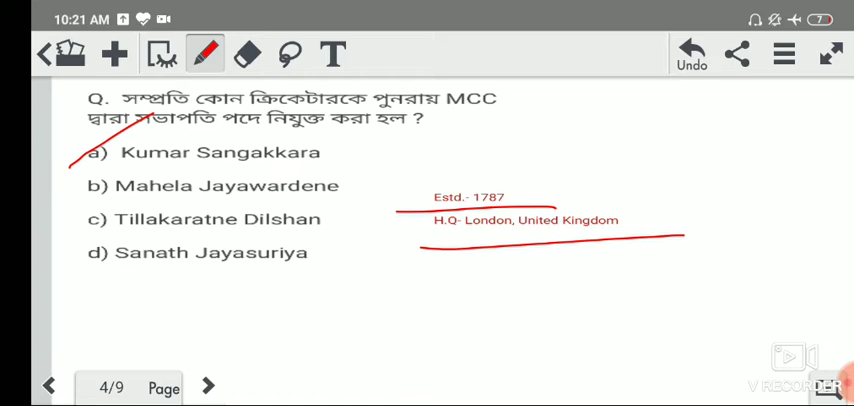 10:21 AM
7
T
Undo
Q. সম্প্রতি কোন ক্রিকেটারকে পুনরায় MCC
দ্বারা সভাপতি পদে নিযুক্ত করা হল ?
a) Kumar Sangakkara
b) Mahela Jayawardene
Estd.- 1787
c) Tillakaratne Dilshan
H.Q- London, United Kingdom
d) Sanath Jayasuriya
4/9 Page
V RECORDER